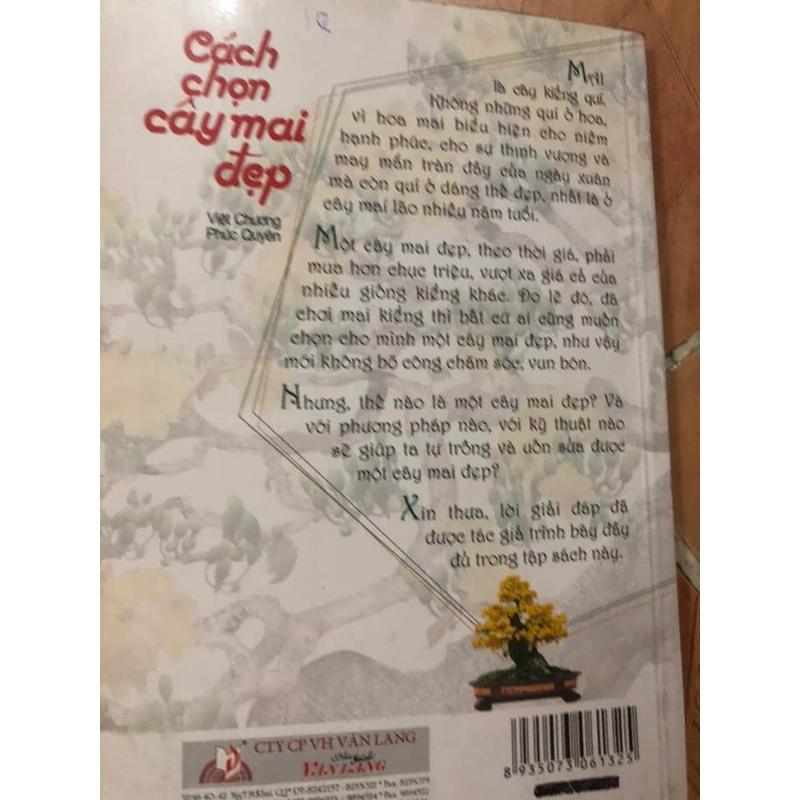 Cách
chọn
cây mai
đẹp
Việt Chương
Phúc Quyên
Mai
là cây kiểng quí.
Không những quí ở hoa,
vì hoa mai biểu hiện cho niềm
hạnh phúc, cho sự thịnh vượng và
may mắn tràn đầy của ngày xuân
mà còn quí ở dáng thế đẹp, nhất là ở
cây mai lão nhiều năm tuổi.
Một cây mai đẹp, theo thời giá, phải
mua hơn chục triệu, vượt xa giá cả của
nhiều giống kiểng khác. Do lẽ đó, đã
chơi mai kiểng thì bất cứ ai cũng muốn
chọn cho mình một cây mai đẹp, như vậy
mới không bõ công chăm sóc, vun bón.
Nhưng, thế nào là một cây mai đẹp? Và
với phương pháp nào, với kỹ thuật nào
sẽ giúp ta tự trồng và uốn sửa được
một cây mai đẹp?
Xin thưa, lời giải đáp đã
được tác giả trình bày đầy
đủ trong tập sách này.
CTY CP VH VĂN LANG
VĂN LANG
8 935073 061325